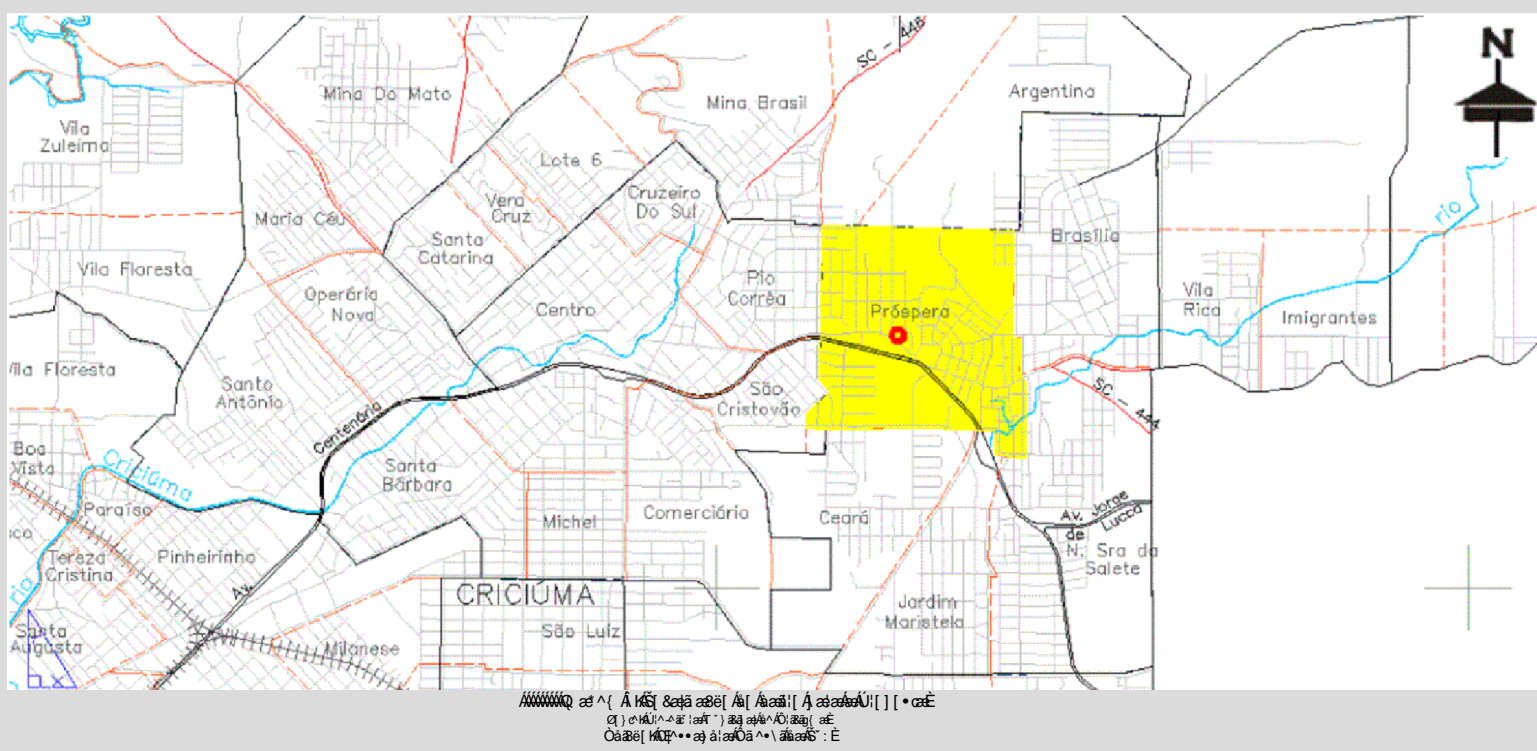 N
SC - 446
Mina Do Mato
Mina Brasil
Argentina
Vila
Zuleima
Lote 6
Cruzeiro
Do Sul
Vera
Cruz
Maria Céu
rio
Santa
Catarina
Brasília
Vila Floresta
Pio
Corrêa
Operária
Nova
Centro
Próspera
Vila
Rica
Imigrantes
Vila Floresta
Santo
Antônio
São
Cristovão
SC - 444
Centenário
Boa
Vista
Criciúma
Santa
Bárbara
Paraíso
Michel
Comerciário
Ceará
Av. Jorge
de Lucca
Tereza
Cristina
Pinheirinho
N. Sra da
Salete
Av.
rio
CRICIÚMA
Jardim
Maristela
Santa
Augusta
São Luiz
Milanese